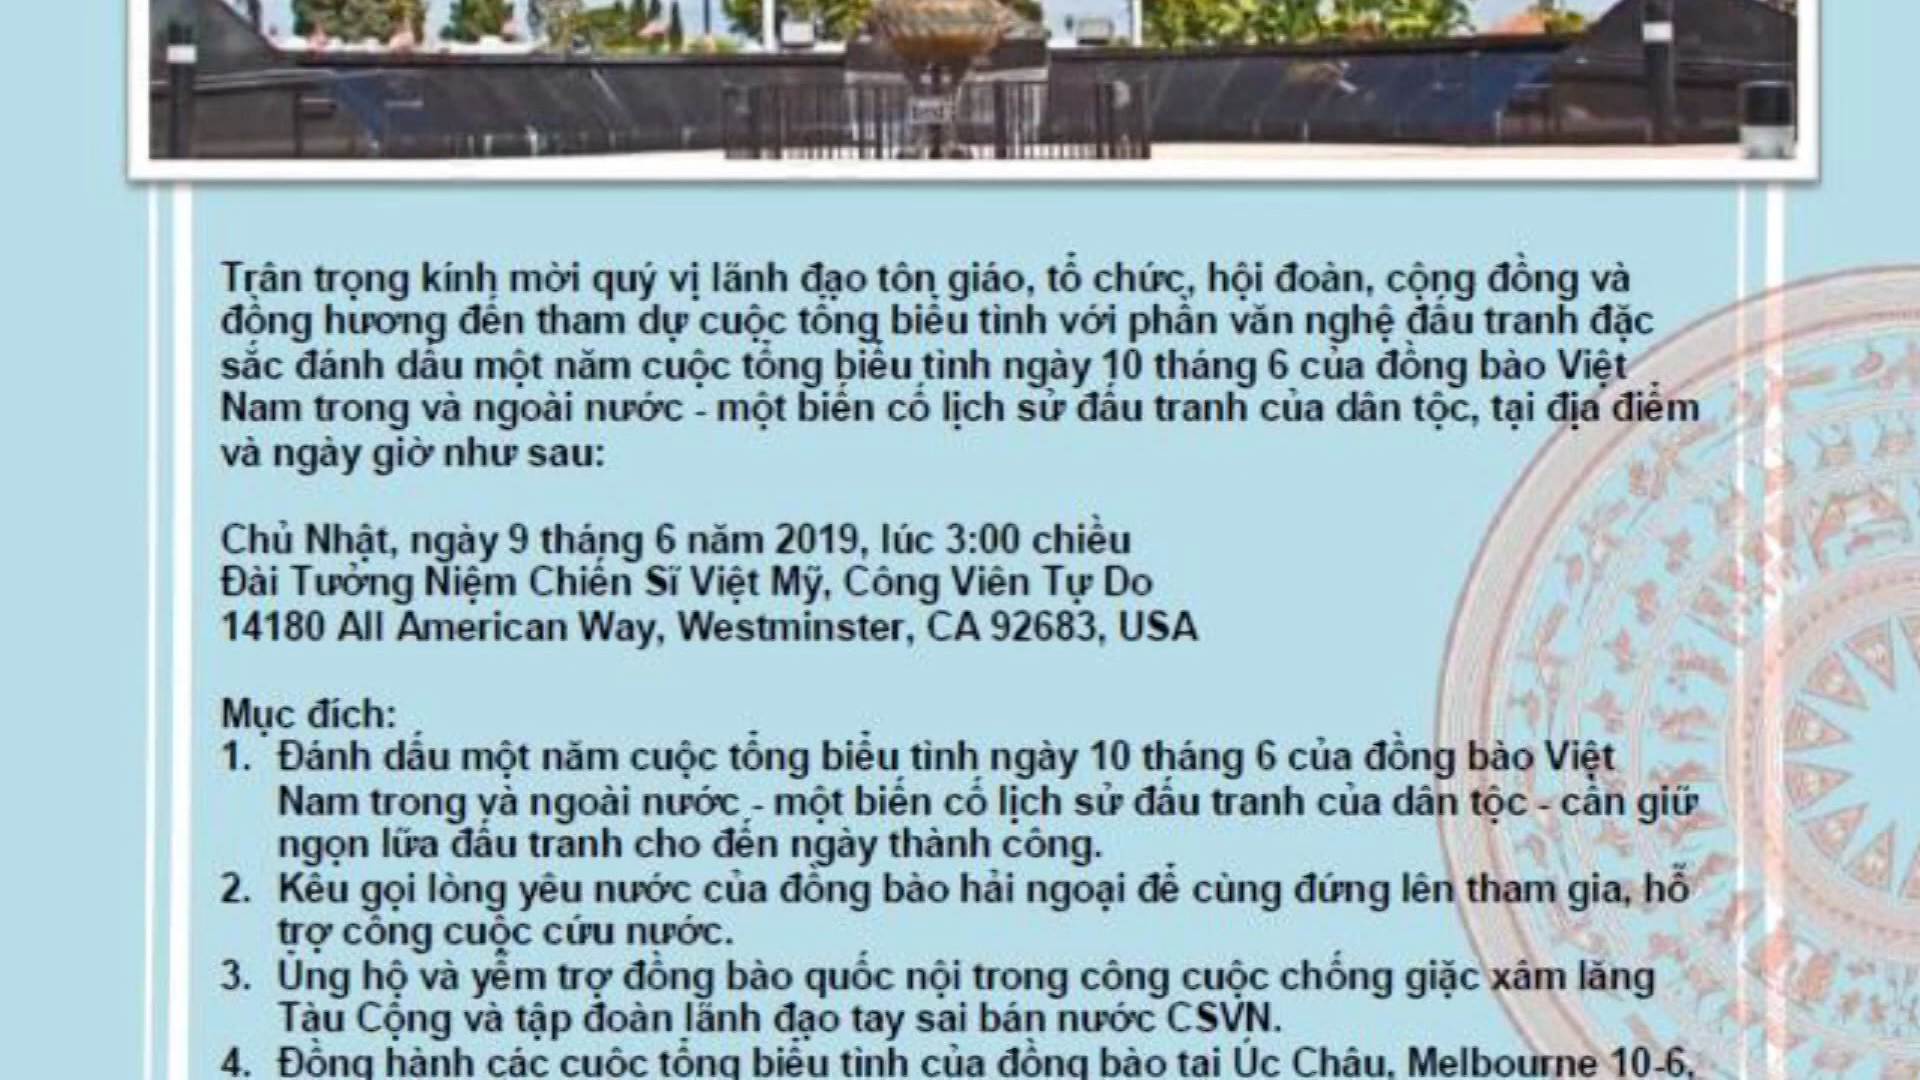 Trân trọng kính mời quý vị lãnh đạo tôn giáo, tổ chức, hội đoàn, cộng đồng và
đồng hương đến tham dự cuộc tổng biểu tình với phần văn nghệ đấu tranh đặc
sắc đánh dấu một năm cuộc tổng biểu tình ngày 10 tháng 6 của đồng bào Việt
Nam trong và ngoài nước - một biến cố lịch sử đấu tranh của dân tộc, tại địa điểm
và ngày giờ như sau:
Chủ Nhật, ngày 9 tháng 6 năm 2019, lúc 3:00 chiều
Đài Tưởng Niệm Chiến Sĩ Việt Mỹ, Công Viên Tự Do
14180 All American Way, Westminster, CA 92683, USA
Mục đích:
1. Đánh dấu một năm cuộc tổng biểu tình ngày 10 tháng 6 của đồng bào Việt
Nam trong và ngoài nước - một biến cố lịch sử đấu tranh của dân tộc - cần giữ
ngọn lữa đấu tranh cho đến ngày thành công.
2. Kêu gọi lòng yêu nước của đồng bào hải ngoại để cùng đứng lên tham gia, hỗ
trợ công cuộc cứu nước.
3. Ủng hộ và yểm trợ đồng bào quốc nội trong công cuộc chống giặc xâm lăng
Tàu Cộng và tập đoàn lãnh đạo tay sai bán nước CSVN.
4. Đồng hành các cuộc tổng biểu tình của đồng bào tại Úc Châu, Melbourne 10-6,